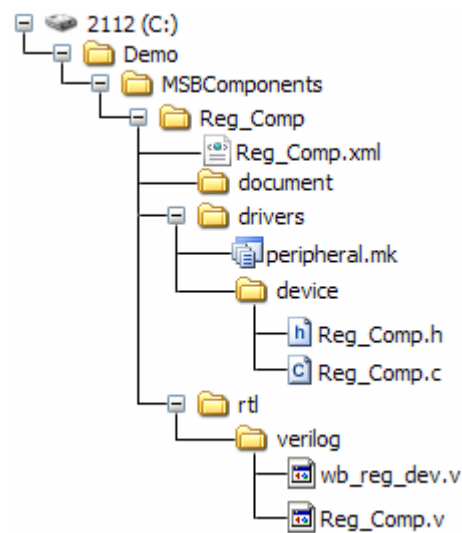 2112 (C:)
Demo
MSBComponents
Reg_Comp
Reg_Comp.xml
document
drivers
peripheral.mk
device
Reg_Comp.h
Reg_Comp.c
rtl
verilog
wb_reg_dev.v
Reg_Comp.v